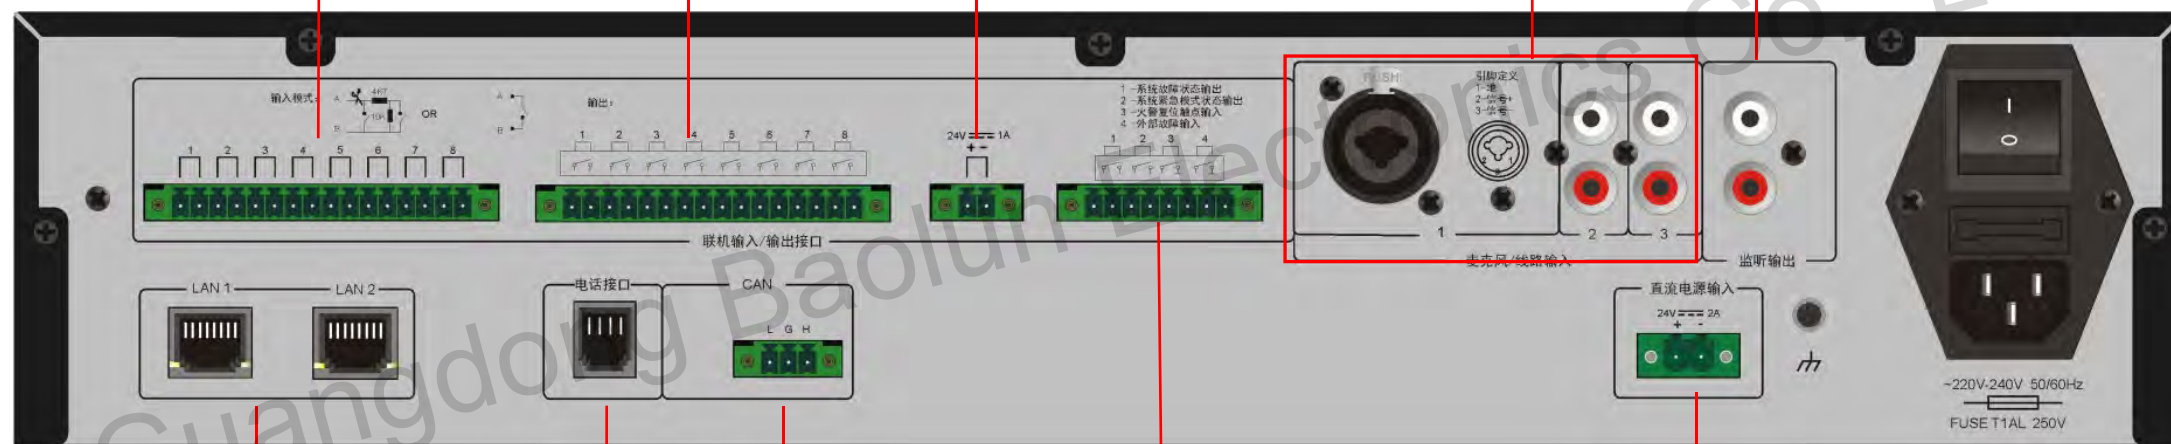 输入模式：
A
4K7
10K
B
OR
A
B
1 2 3 4 5 6 7 8
输出：
1 2 3 4 5 6 7 8
24V 1A
+ -
1 -系统故障状态输出
2 -系统紧急模式状态输出
3 -火警复位触点输入
4 -外部故障输入
1 2 3 4
联机输入/输出接口
PUSH
引脚定义
1-地
2-信号+
3-信号-
2 1
1
2
3
麦克风/线路输入
监听输出
I
O
LAN 1
LAN 2
电话接口
CAN
L G H
直流电源输入
24V 2A
+ -
~220V-240V 50/60Hz
FUSE T1AL 250V
Guangdong Baolun Electronics Co.